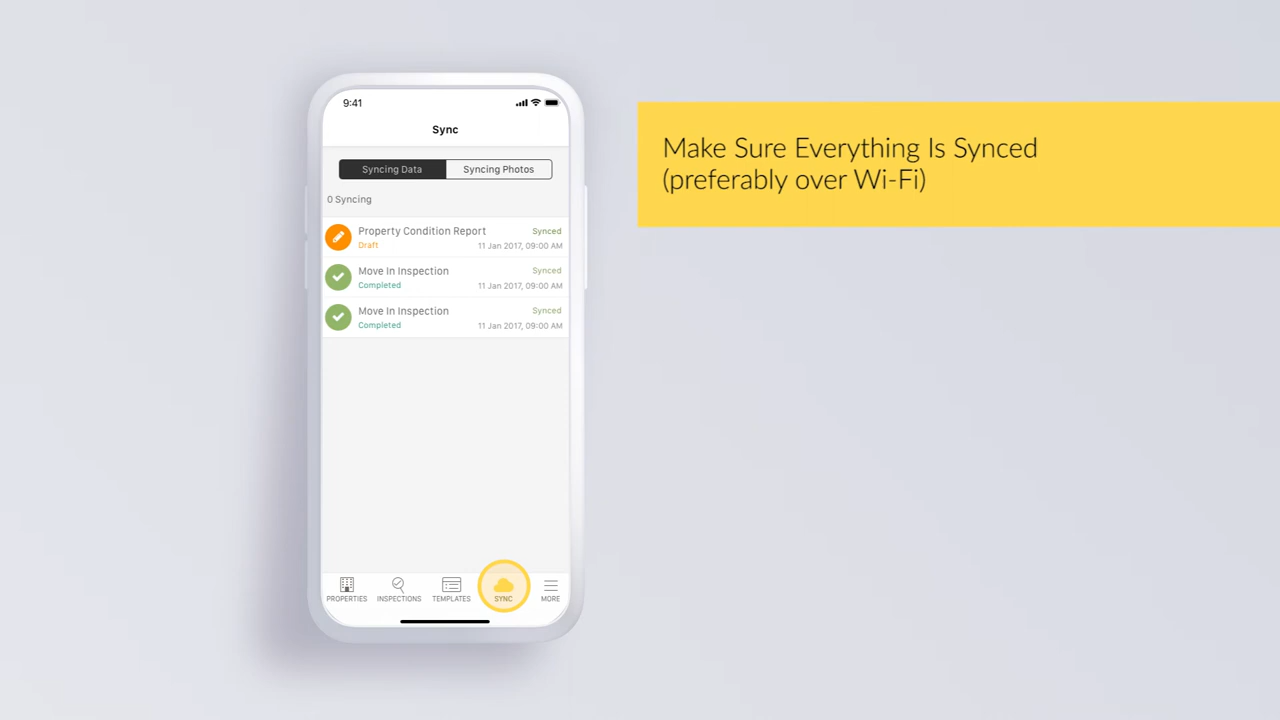 9:41
Sync
Syncing Data
Syncing Photos
0 Syncing
Property Condition Report
Synced
Draft
11 Jan 2017, 09:00 AM
Move In Inspection
Synced
Completed
11 Jan 2017, 09:00 AM
Move In Inspection
Synced
Completed
11 Jan 2017, 09:00 AM
PROPERTIES
INSPECTIONS
TEMPLATES
SYNC
MORE
Make Sure Everything Is Synced
(preferably over Wi-Fi)